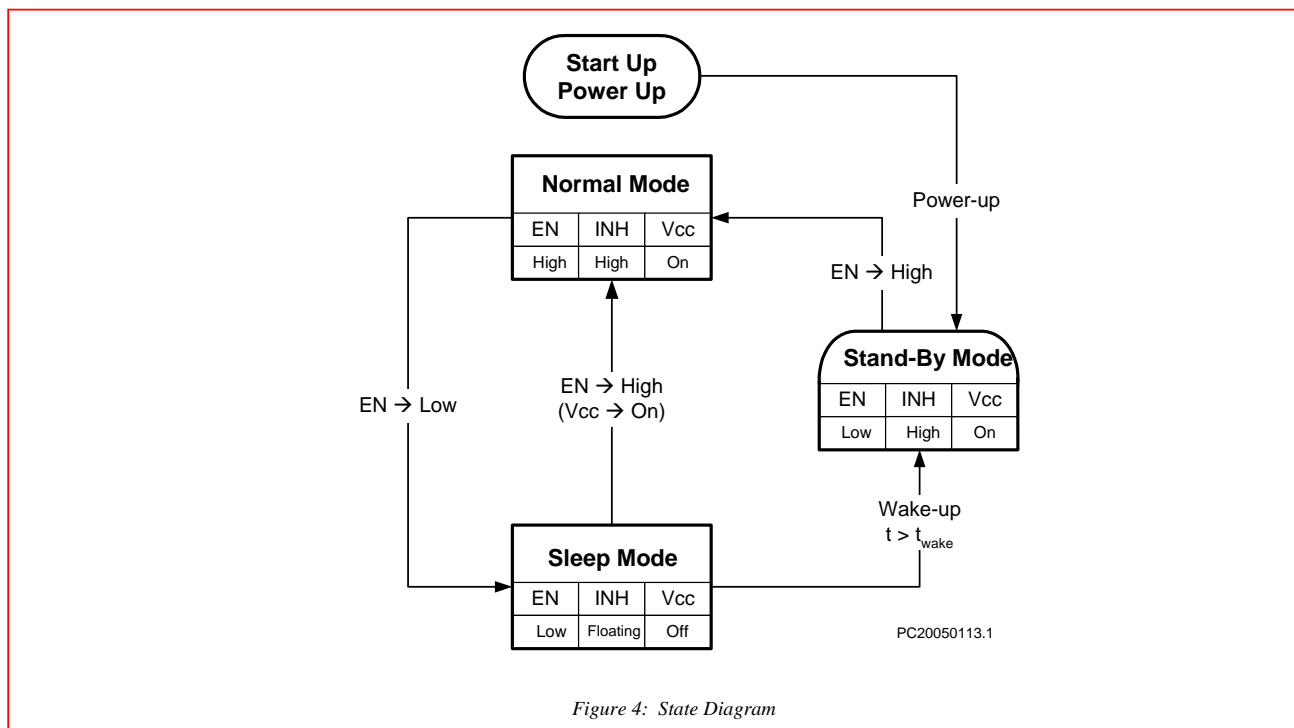 Start Up
Power Up
Normal Mode
EN INH Vcc
High High On
Power-up
EN → High
Stand-By Mode
EN INH Vcc
Low High On
EN → Low
EN → High
(Vcc → On)
Wake-up
t > twake
Sleep Mode
EN INH Vcc
Low Floating Off
PC20050113.1
Figure 4: State Diagram